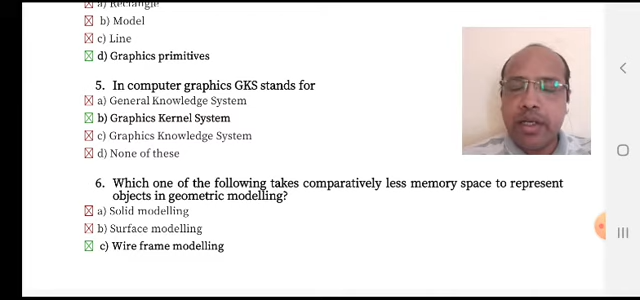 a) Rectangle
b) Model
c) Line
d) Graphics primitives
5. In computer graphics GKS stands for
a) General Knowledge System
b) Graphics Kernel System
c) Graphics Knowledge System
d) None of these
6. Which one of the following takes comparatively less memory space to represent
objects in geometric modelling?
a) Solid modelling
b) Surface modelling
c) Wire frame modelling